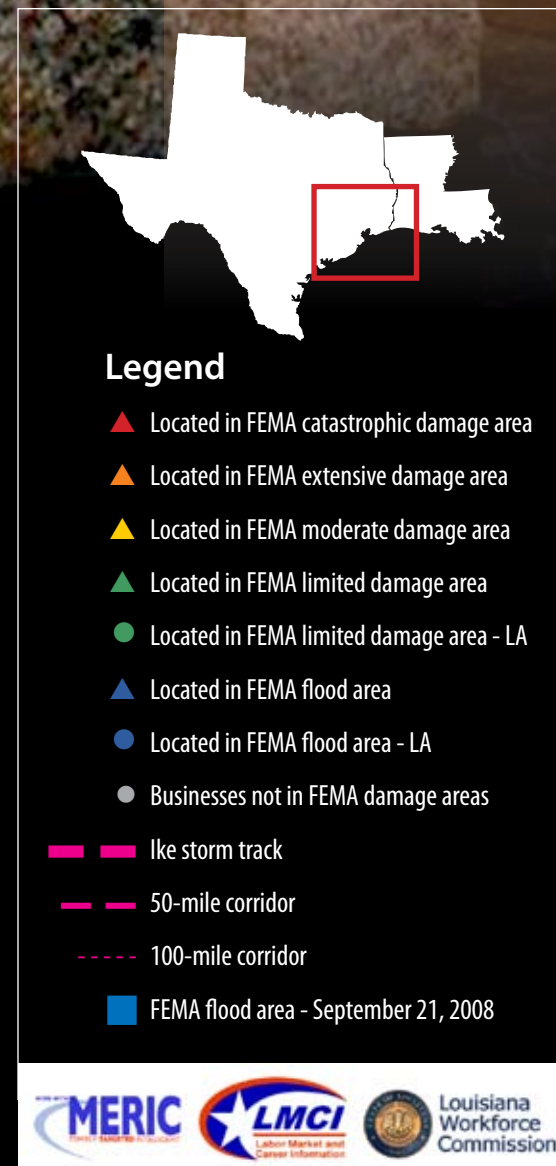 Legend
Located in FEMA catastrophic damage area
Located in FEMA extensive damage area
Located in FEMA moderate damage area
Located in FEMA limited damage area
Located in FEMA limited damage area - LA
Located in FEMA flood area
Located in FEMA flood area - LA
Businesses not in FEMA damage areas
Ike storm track
50-mile corridor
100-mile corridor
FEMA flood area - September 21, 2008
MERIC
LMCI
Labor Market and
Career Information
Louisiana
Workforce
Commission